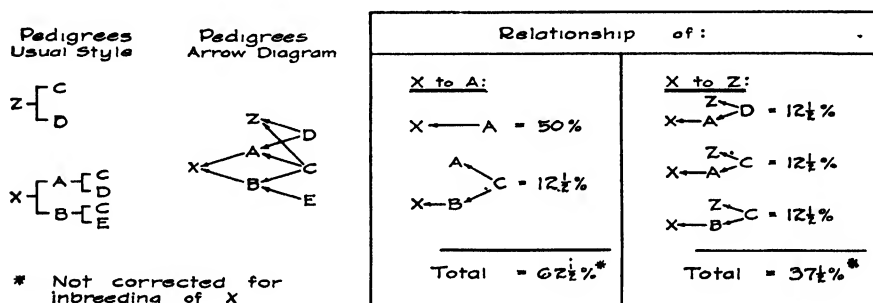 Pedigrees
Usual Style
Z C
D
X A C
D
B C
E
* Not corrected for
inbreeding of X
Pedigrees
Arrow Diagram
Z
D
A
X
C
B
E
Relationship of:
X to A:
X A = 50%
A
C = 12½%
X B
Total = 62½%*
X to Z:
Z
D = 12½%
X A
Z
C = 12½%
X A
Z
C = 12½%
X B
Total = 37½%*